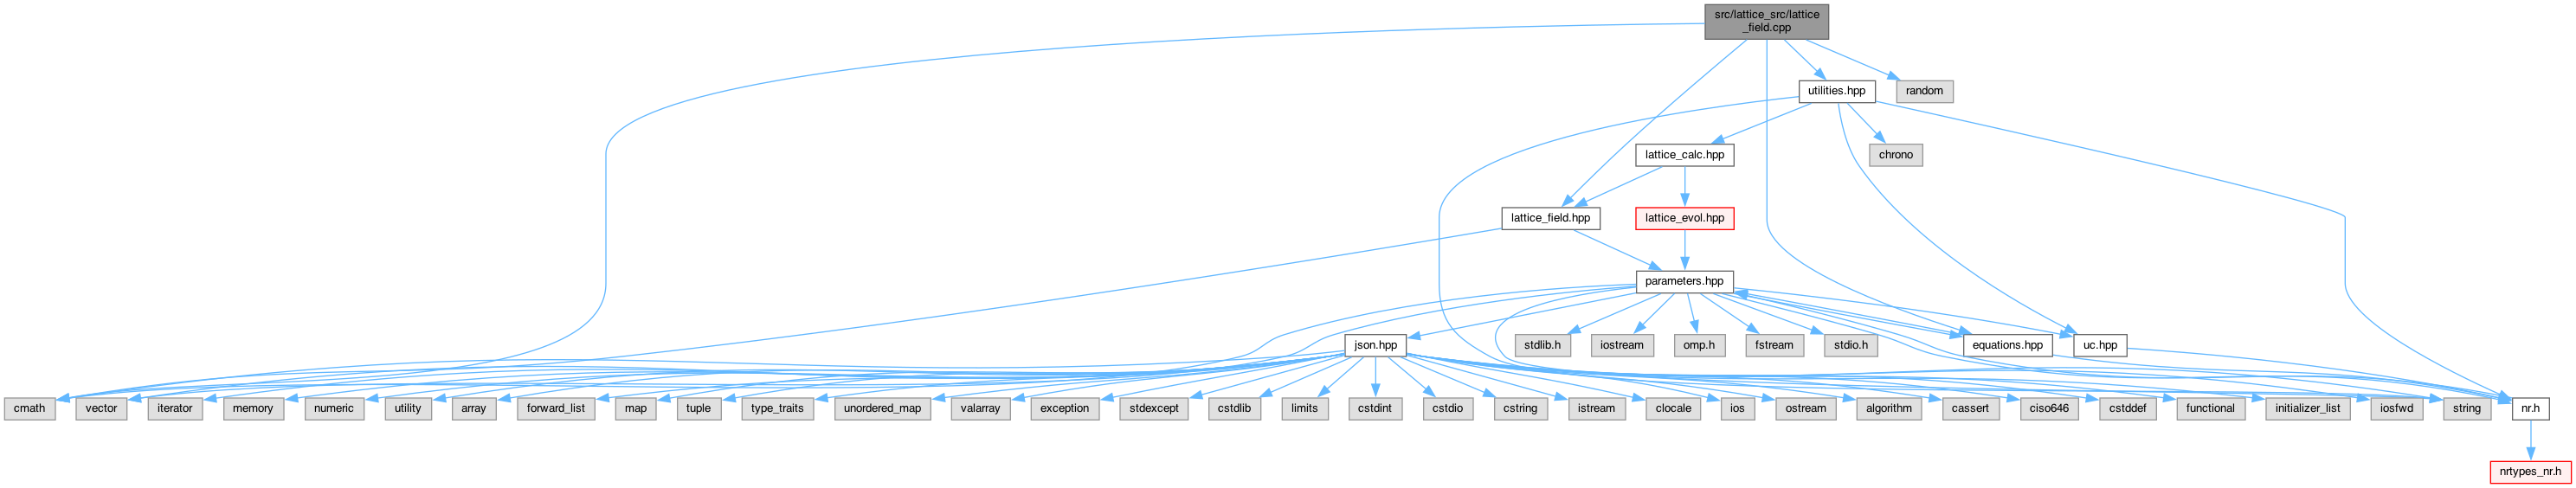 src/lattice_src/lattice
_field.cpp
utilities.hpp
random
lattice_calc.hpp
chrono
lattice_field.hpp
lattice_evol.hpp
parameters.hpp
json.hpp
stdlib.h
iostream
omp.h
fstream
stdio.h
equations.hpp
uc.hpp
cmath
vector
iterator
memory
numeric
utility
array
forward_list
map
tuple
type_traits
unordered_map
valarray
exception
stdexcept
cstdlib
limits
cstdint
cstdio
cstring
istream
clocale
ios
ostream
algorithm
cassert
ciso646
cstddef
functional
initializer_list
iosfwd
string
nr.h
nrtypes_nr.h